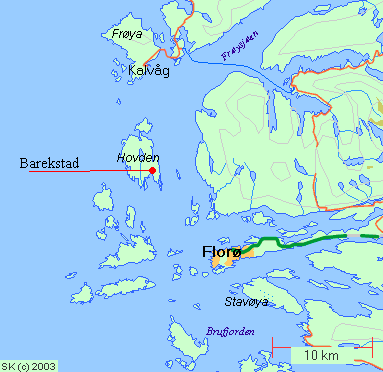 Frøya
Frøysjøen
Kalvåg
Hovden
Barekstad
Florø
Stavøya
Brufjorden
10 km
SK (c) 2003